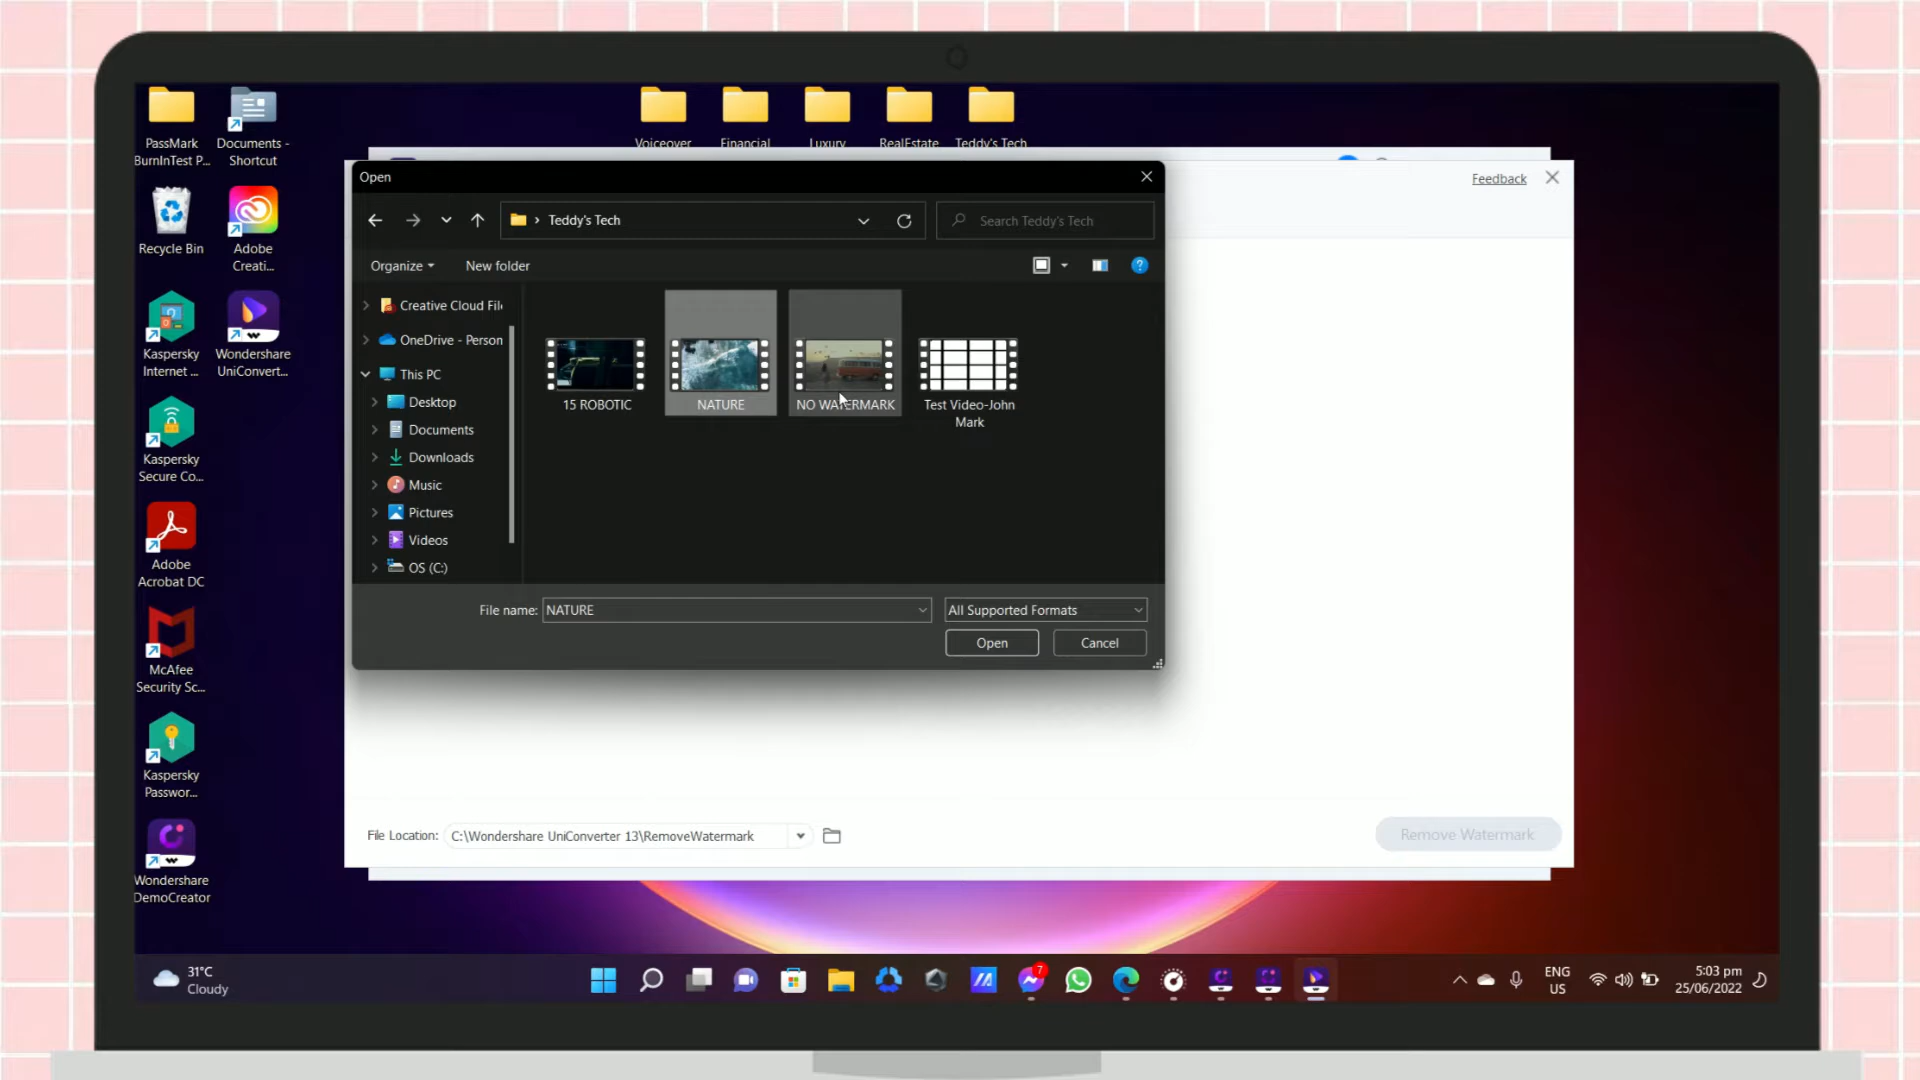 PassMark
BurnInTest P...
Documents -
Shortcut
Voiceover
Financial
Luxury
RealEstate
Teddy's Tech
Recycle Bin
Adobe
Creati...
Kaspersky
Internet ...
Wondershare
UniConvert...
Kaspersky
Secure Co...
Adobe
Acrobat DC
McAfee
Security Sc...
Kaspersky
Passwor...
Wondershare
DemoCreator
Open
Feedback
Teddy's Tech
Search Teddy's Tech
Organize
New folder
Creative Cloud Fil
OneDrive - Person
This PC
Desktop
Documents
Downloads
Music
Pictures
Videos
OS (C:)
15 ROBOTIC
NATURE
NO WATERMARK
Test Video-John
Mark
File name: NATURE
All Supported Formats
Open
Cancel
File Location: C:\Wondershare UniConverter 13\RemoveWatermark
Remove Watermark
31°C
Cloudy
7
ENG
US
5:03 pm
25/06/2022